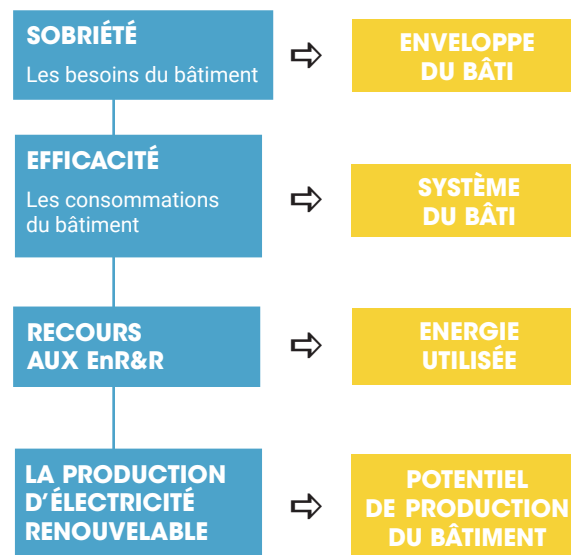 SOBRIÉTÉ
Les besoins du bâtiment
ENVELOPPE
DU BÂTI
EFFICACITÉ
Les consommations
du bâtiment
SYSTÈME
DU BÂTI
RECOURS
AUX EnR&R
ENERGIE
UTILISÉE
LA PRODUCTION
D'ÉLECTRICITÉ
RENOUVELABLE
POTENTIEL
DE PRODUCTION
DU BÂTIMENT